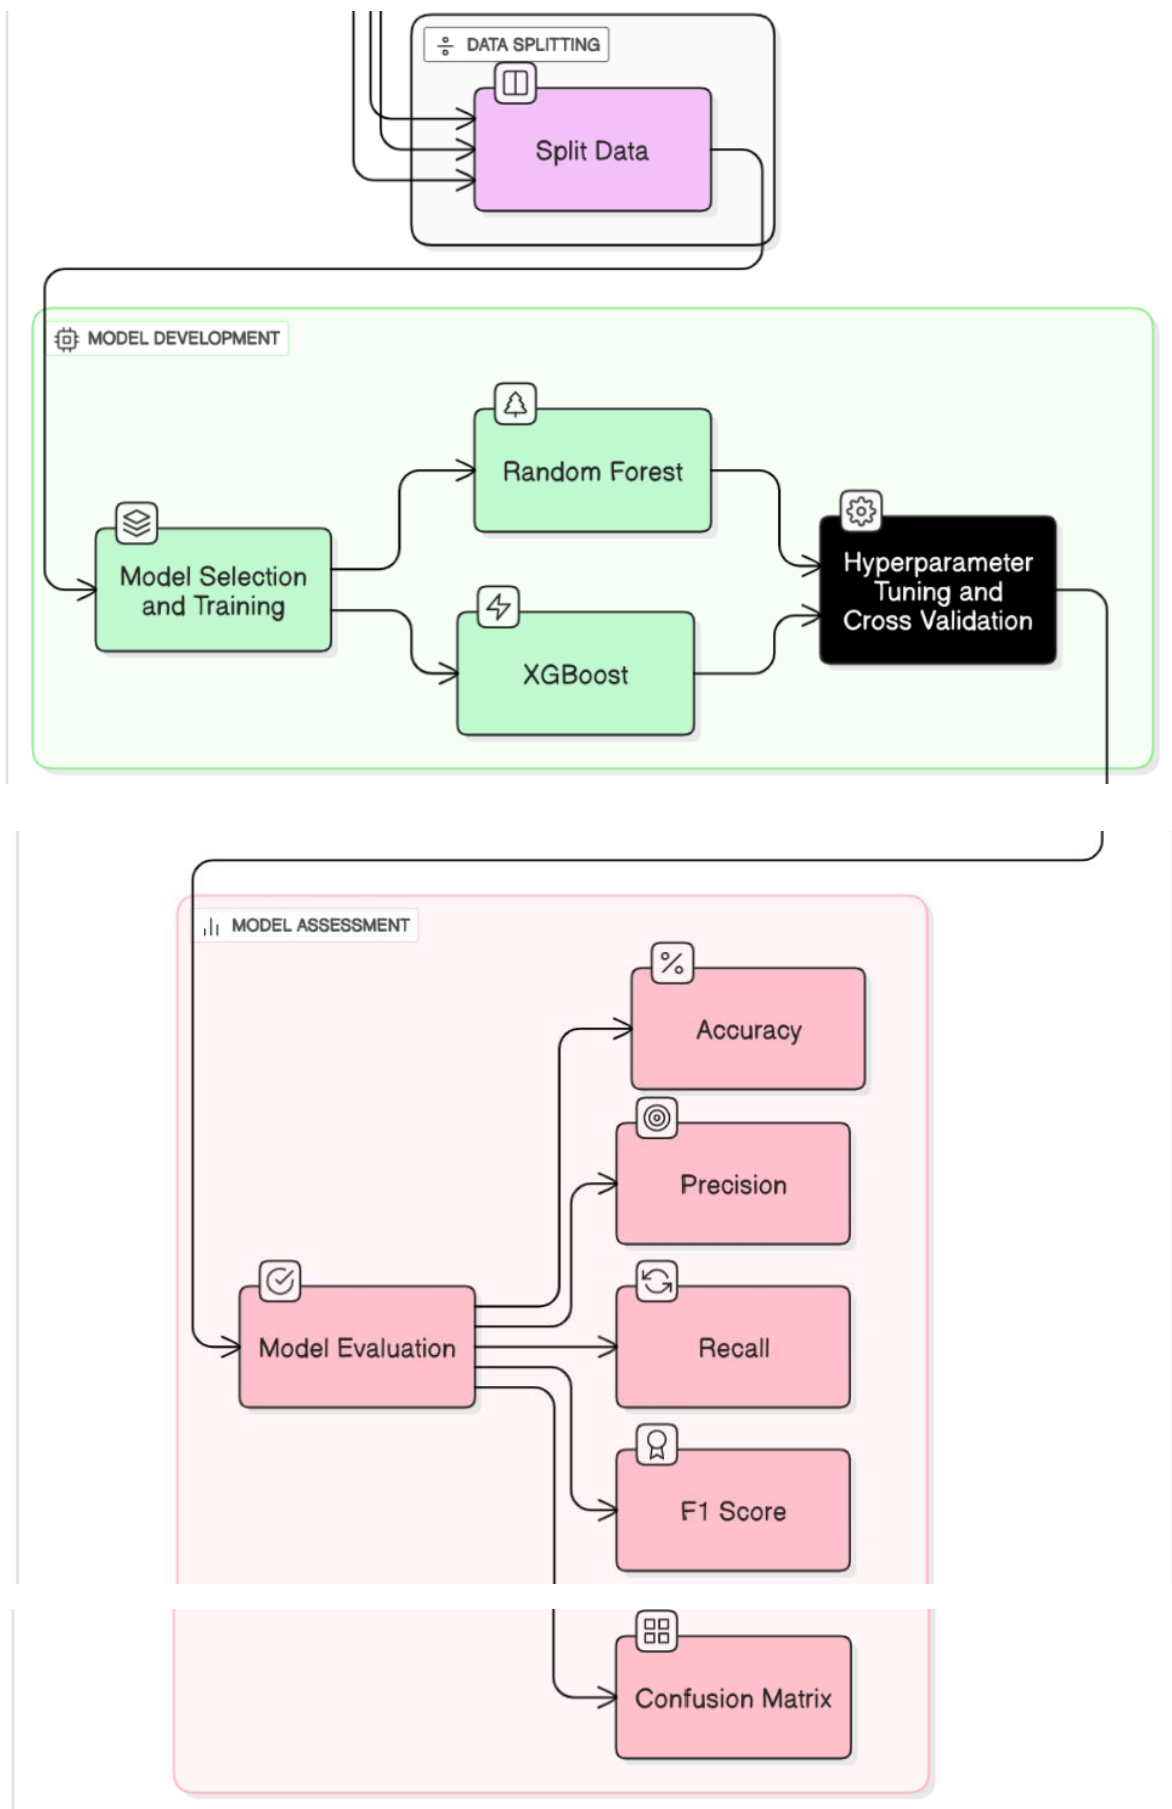 DATA SPLITTING
Split Data
MODEL DEVELOPMENT
Random Forest
Model Selection
and Training
Hyperparameter
Tuning and
Cross Validation
XGBoost
MODEL ASSESSMENT
Accuracy
Precision
Model Evaluation
Recall
F1 Score
Confusion Matrix